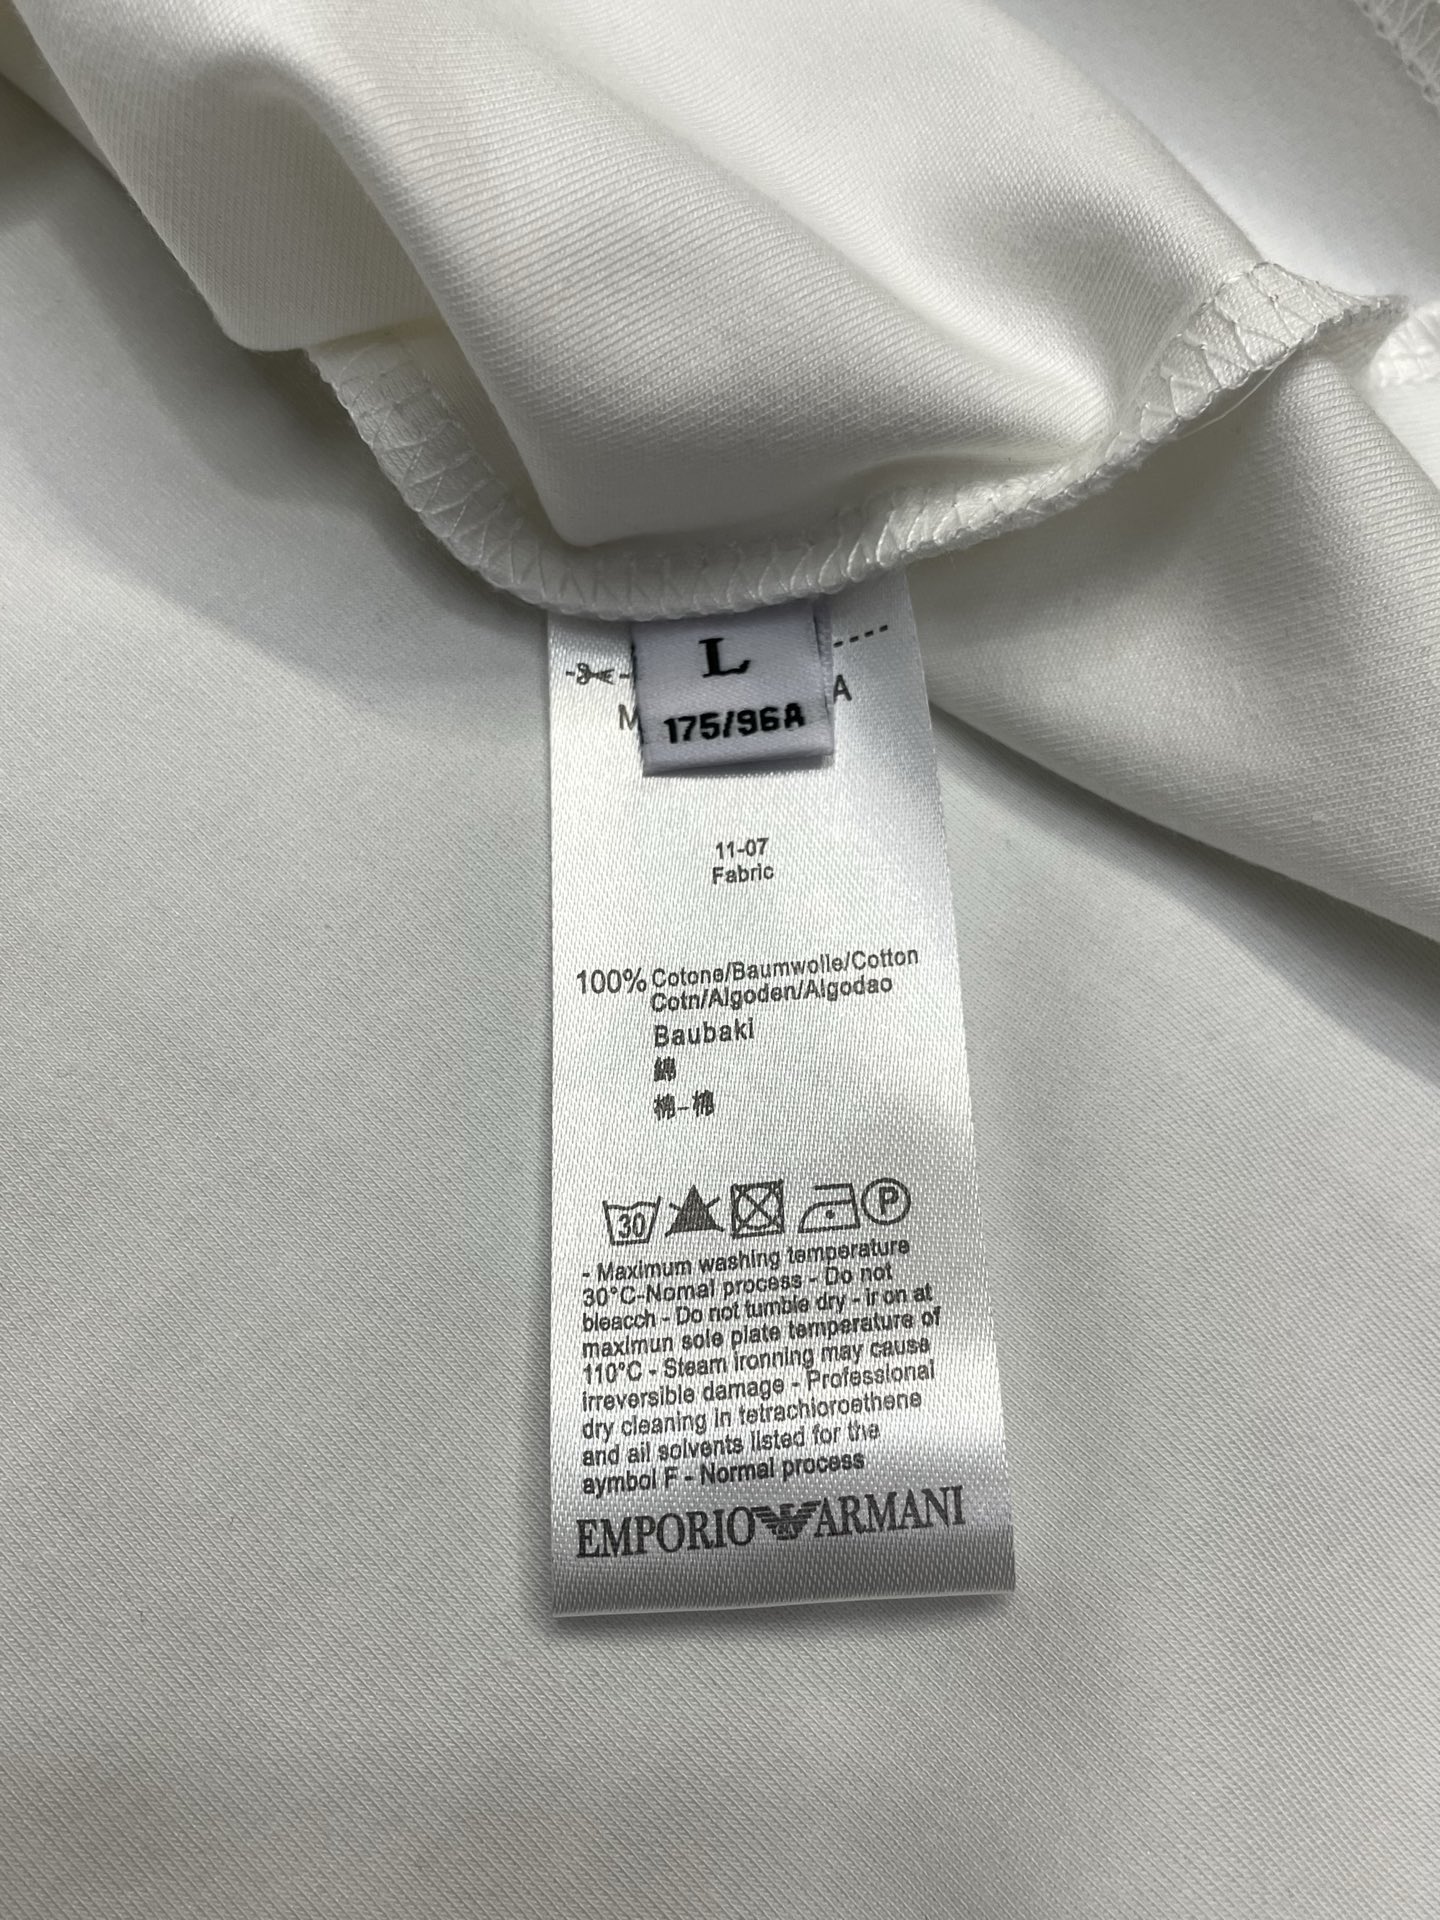 L
175/96A
M
A
11-07
Fabric
100% Cotone/Baumwolle/Cotton
Cotn/Algoden/Algodao
Baubaki
綿
棉-棉
30
P
- Maximum washing temperature
30°C-Nomal process - Do not
bleacch - Do not tumble dry - ir on at
maximun sole plate temperature of
110°C - Steam ironning may cause
irreversible damage - Professional
dry cleaning in tetrachioroethene
and ail solvents listed for the
aymbol F - Normal process
EMPORIO ARMANI